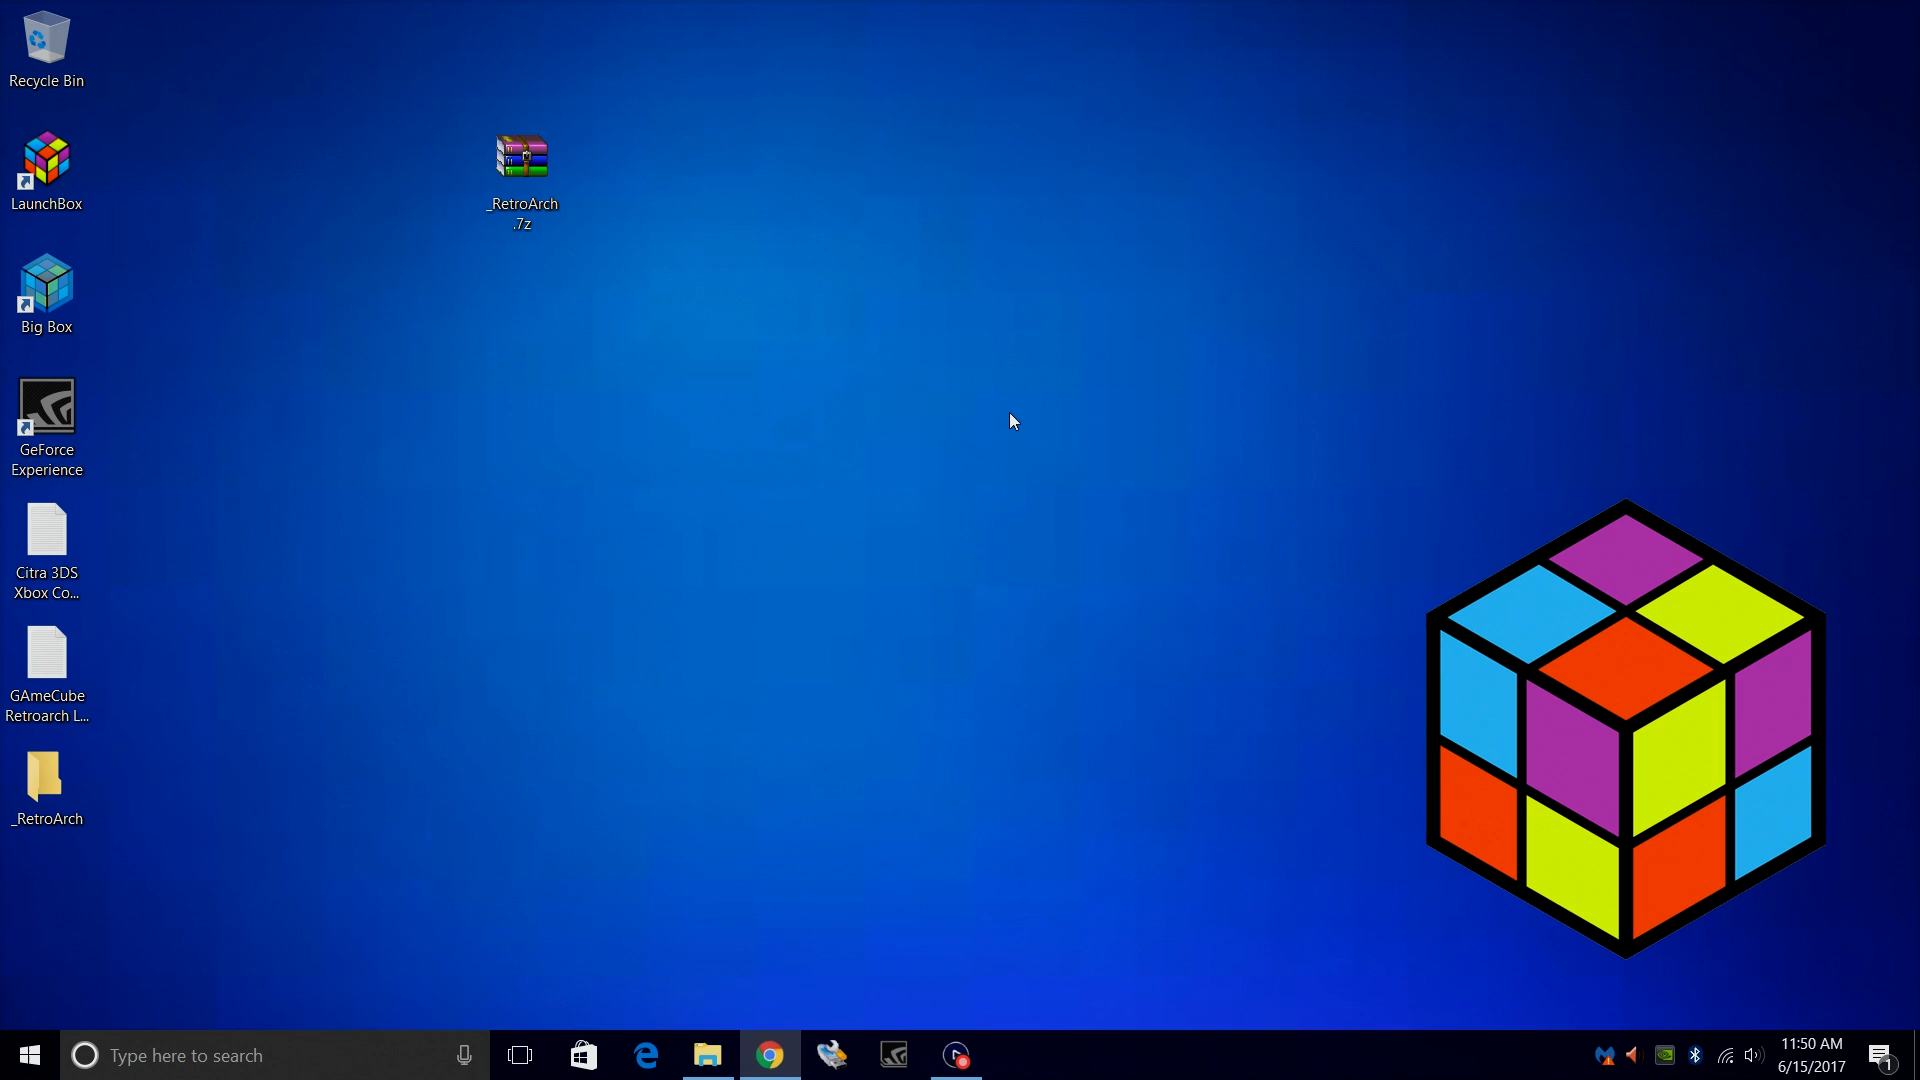 Recycle Bin
LaunchBox
Big Box
GeForce
Experience
Citra 3DS
Xbox Co...
GAmeCube
Retroarch L...
_RetroArch
_RetroArch
.7z
Type here to search
11:50 AM
6/15/2017
1